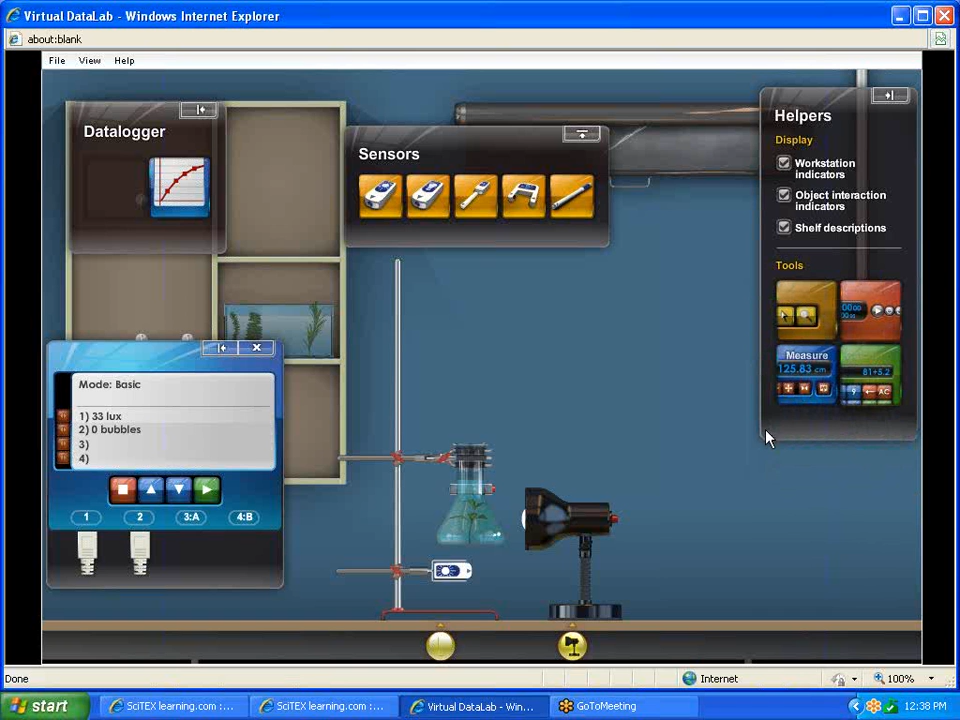 Virtual DataLab - Windows Internet Explorer
about:blank
File View Help
Datalogger
Sensors
Helpers
Display
Workstation
indicators
Object interaction
indicators
Shelf descriptions
Tools
Measure
125.83 cm
81+5.2
9 AC
Mode: Basic
1) 33 lux
2) 0 bubbles
3)
4)
1 2 3:A 4:B
Done Internet 100%
start SciTEX learning.com :... SciTEX learning.com :... Virtual DataLab - Win... GoToMeeting 12:38 PM